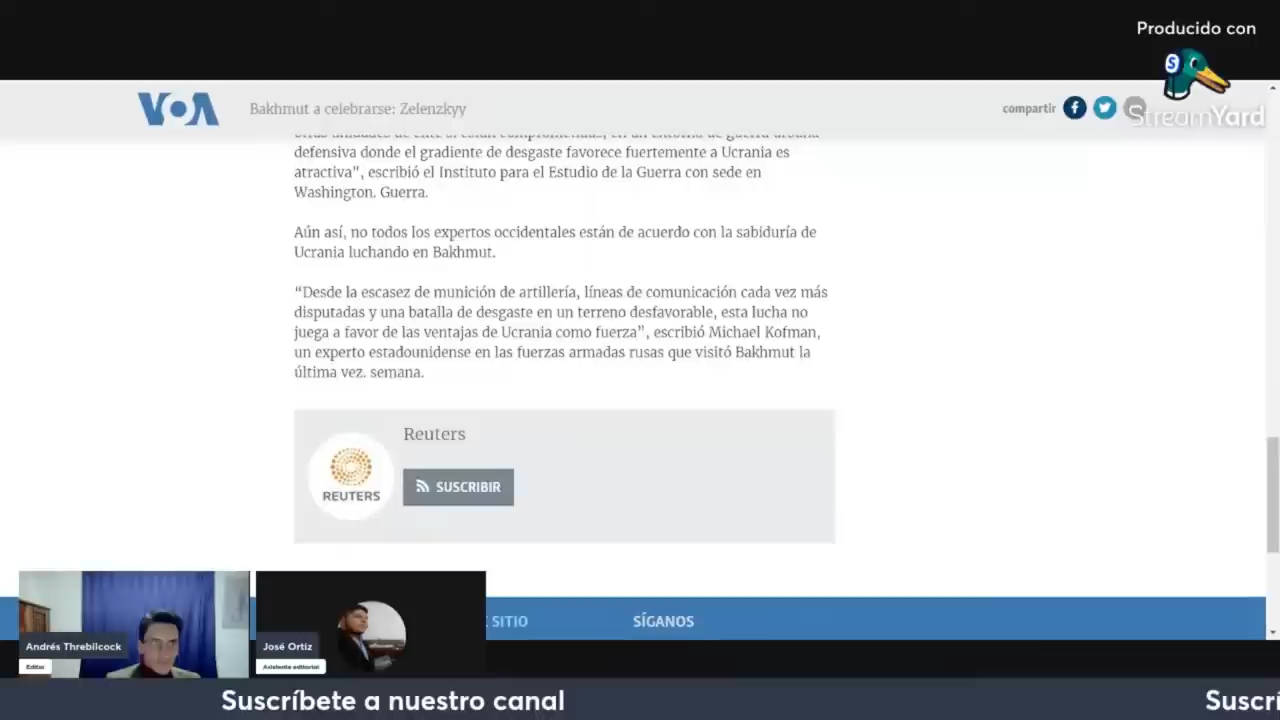 Producido con
StreamYard
VOA
Bakhmut a celebrarse: Zelenzkyy
compartir
defensiva donde el gradiente de desgaste favorece fuertemente a Ucrania es
atractiva”, escribió el Instituto para el Estudio de la Guerra con sede en
Washington. Guerra.
Aún así, no todos los expertos occidentales están de acuerdo con la sabiduría de
Ucrania luchando en Bakhmut.
“Desde la escasez de munición de artillería, líneas de comunicación cada vez más
disputadas y una batalla de desgaste en un terreno desfavorable, esta lucha no
juega a favor de las ventajas de Ucrania como fuerza”, escribió Michael Kofman,
un experto estadounidense en las fuerzas armadas rusas que visitó Bakhmut la
última vez. semana.
Reuters
REUTERS
SUSCRIBIR
SITIO
SÍGANOS
Andrés Threbilcock
Editor
José Ortiz
Asistente editorial
Suscríbete a nuestro canal
Suscrí